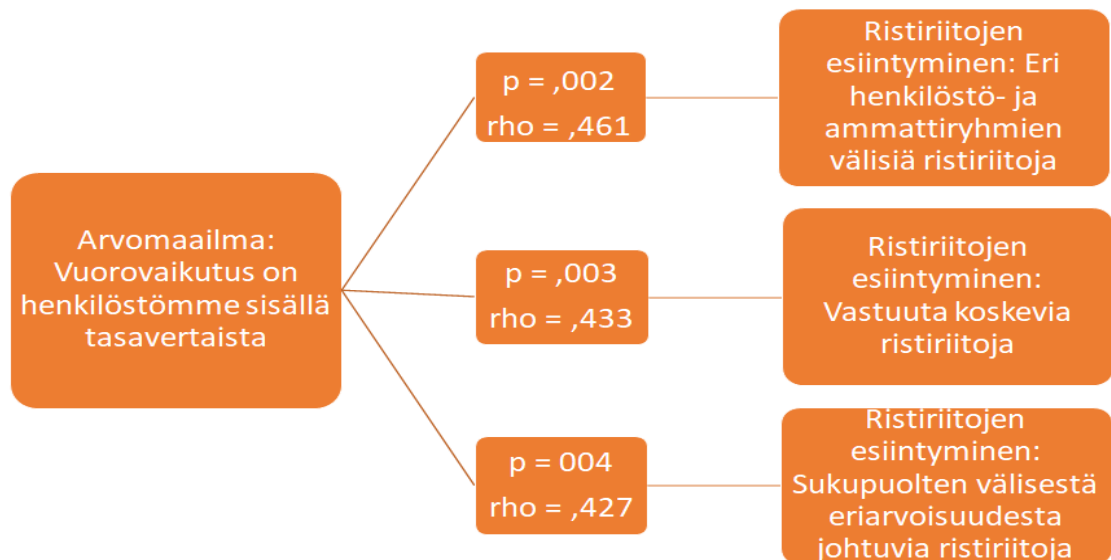 Arvomaailma:
Vuorovaikutus on
henkilöstömme sisällä
tasavertaista
p = ,002
rho = ,461
Ristiriitojen
esiintyminen: Eri
henkilöstö- ja
ammattiryhmien
välisiä ristiriitoja
p = ,003
rho = ,433
Ristiriitojen
esiintyminen:
Vastuuta koskevia
ristiriitoja
p = 004
rho = ,427
Ristiriitojen
esiintyminen:
Sukupuolten välisestä
eriarvoisuudesta
johtuvia ristiriitoja